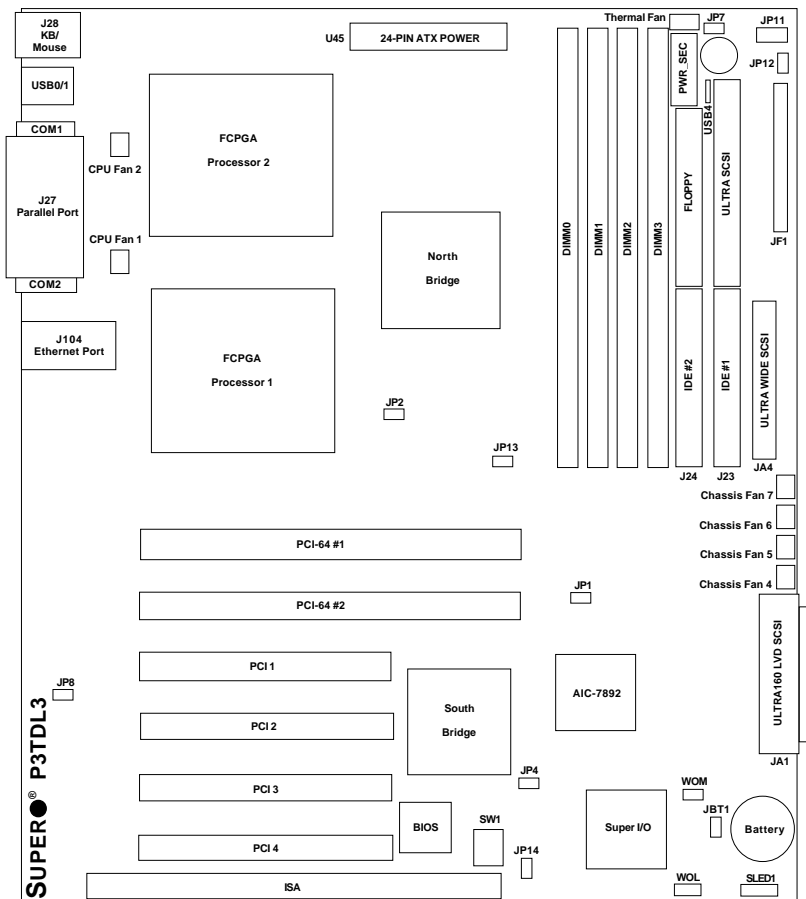 J28
KB/
Mouse
U45
24-PIN ATX POWER
Thermal Fan
JP7
JP11
JP12
USB0/1
PWR_SEC
USB4
COM1
CPU Fan 2
FCPGA
Processor 2
J27
Parallel Port
CPU Fan 1
COM2
North
Bridge
DIMM0
DIMM1
DIMM2
DIMM3
FLOPPY
ULTRA SCSI
JF1
J104
Ethernet Port
FCPGA
Processor 1
JP2
JP13
IDE #2
IDE #1
ULTRA WIDE SCSI
J24
J23
JA4
Chassis Fan 7
Chassis Fan 6
Chassis Fan 5
Chassis Fan 4
PCI-64 #1
PCI-64 #2
JP1
ULTRA160 LVD SCSI
JA1
PCI 1
JP8
South
Bridge
AIC-7892
PCI 2
SUPER® P3TDL3
PCI 3
JP4
WOM
JBT1
BIOS
SW1
Super I/O
Battery
PCI 4
JP14
ISA
WOL
SLED1